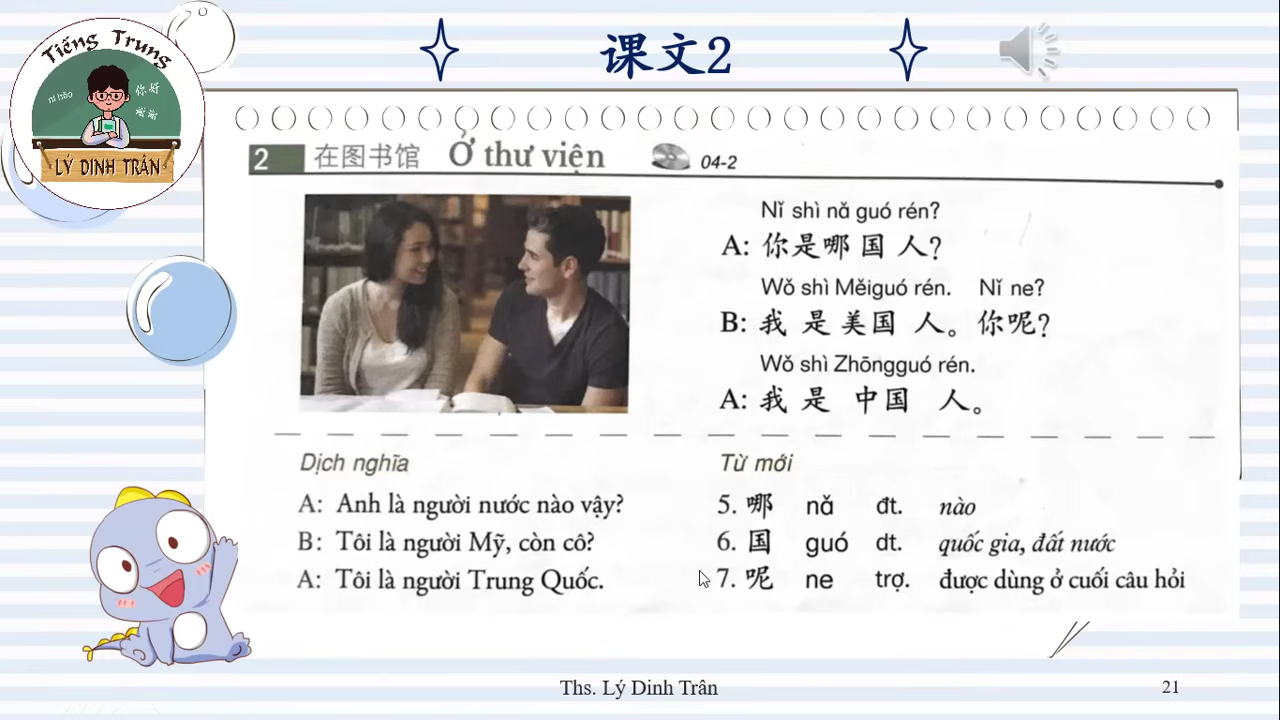 Tiếng Trung
ni hăo
你好
谢谢
LÝ DINH TRÂN
课文2
2 在图书馆 Ở thư viện 04-2
Nǐ shì nǎ guó rén?
A: 你是哪国人?
Wǒ shì Měiguó rén. Nǐ ne?
B: 我是美国人。你呢?
Wǒ shì Zhōngguó rén.
A: 我是中国人。
Dịch nghĩa
A: Anh là người nước nào vậy?
B: Tôi là người Mỹ, còn cô?
A: Tôi là người Trung Quốc.
Từ mới
5. 哪 nǎ đt. nào
6. 国 guó dt. quốc gia, đất nước
7. 呢 ne trợ. được dùng ở cuối câu hỏi
Ths. Lý Dinh Trân
21